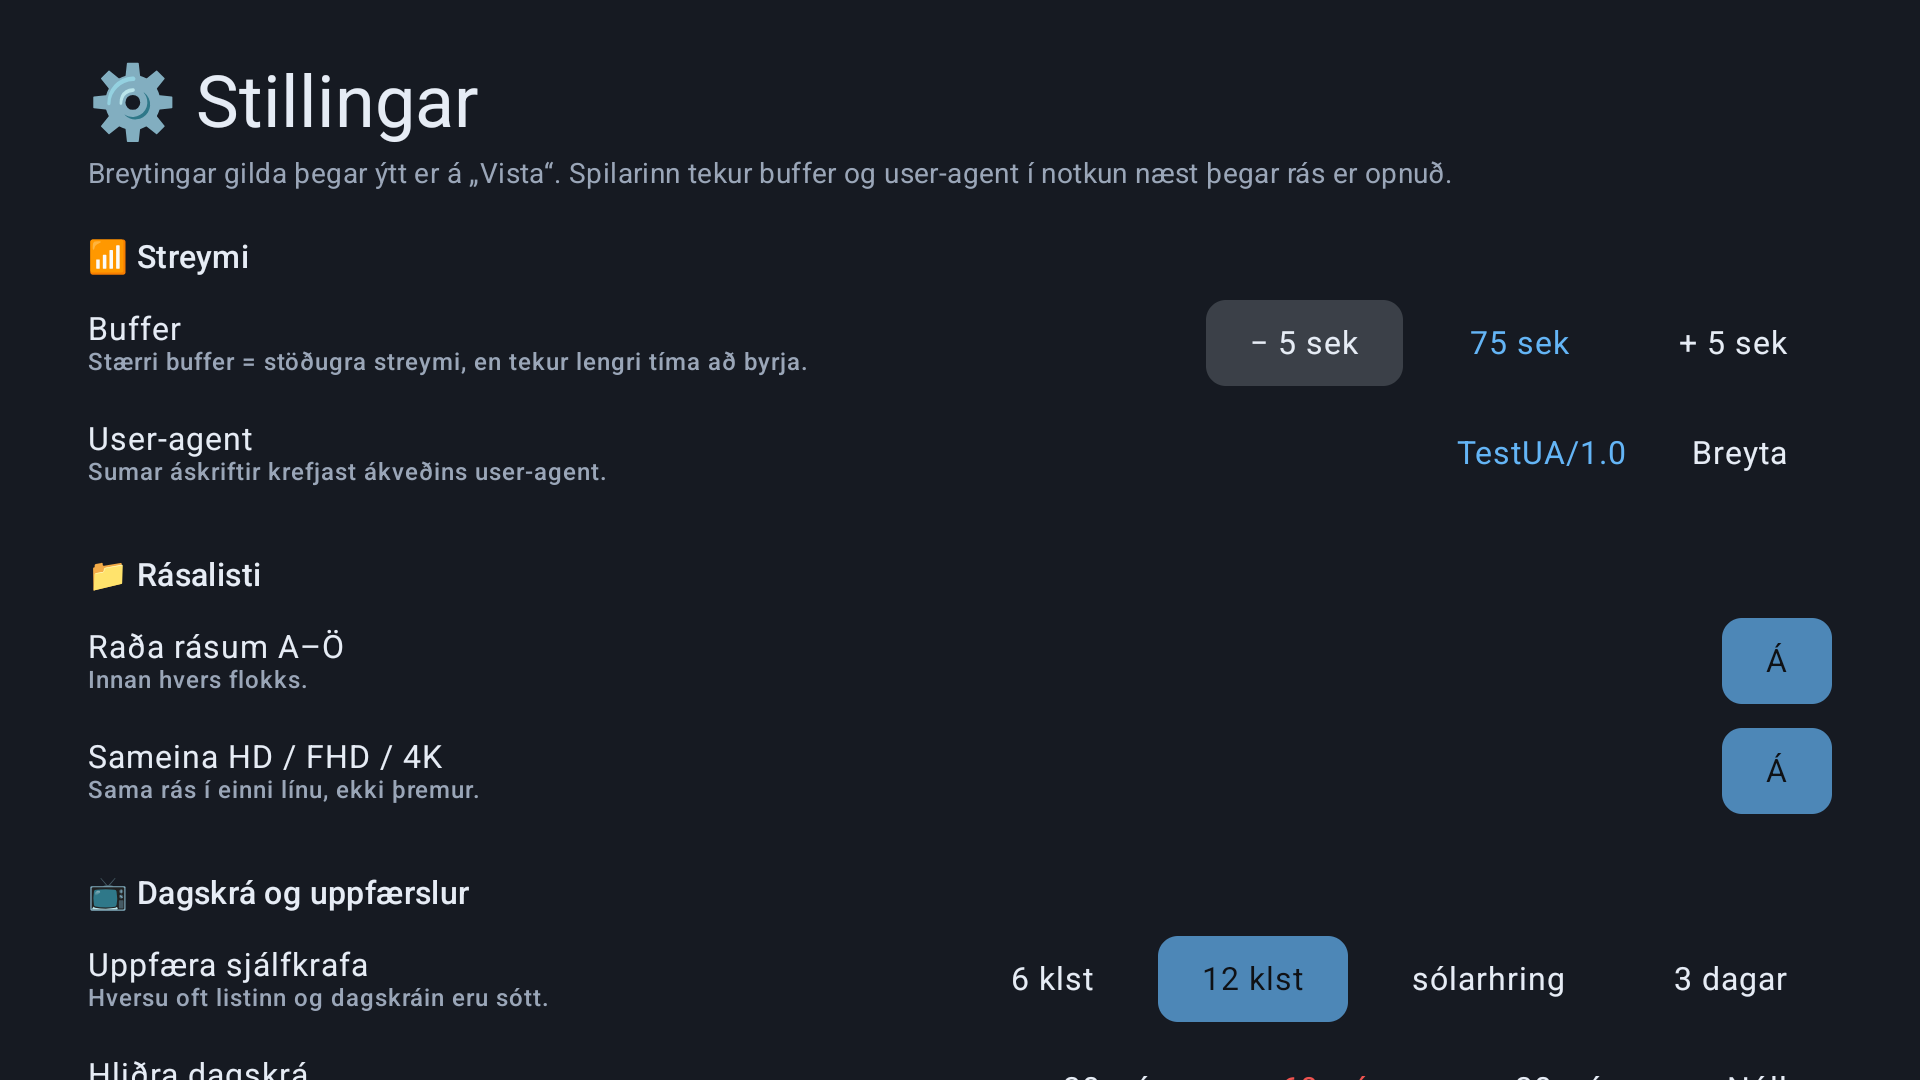 Stillingar
Breytingar gilda þegar ýtt er á „Vista“. Spilarinn tekur buffer og user-agent í notkun næst þegar rás er opnuð.
Streymi
Buffer
Stærri buffer = stöðugra streymi, en tekur lengri tíma að byrja.
− 5 sek 75 sek + 5 sek
User-agent
Sumar áskriftir krefjast ákveðins user-agent.
TestUA/1.0 Breyta
Rásalisti
Raða rásum A–Ö
Innan hvers flokks.
Á
Sameina HD / FHD / 4K
Sama rás í einni línu, ekki þremur.
Á
Dagskrá og uppfærslur
Uppfæra sjálfkrafa
Hversu oft listinn og dagskráin eru sótt.
6 klst 12 klst sólarhring 3 dagar
Hliðra dagskrá